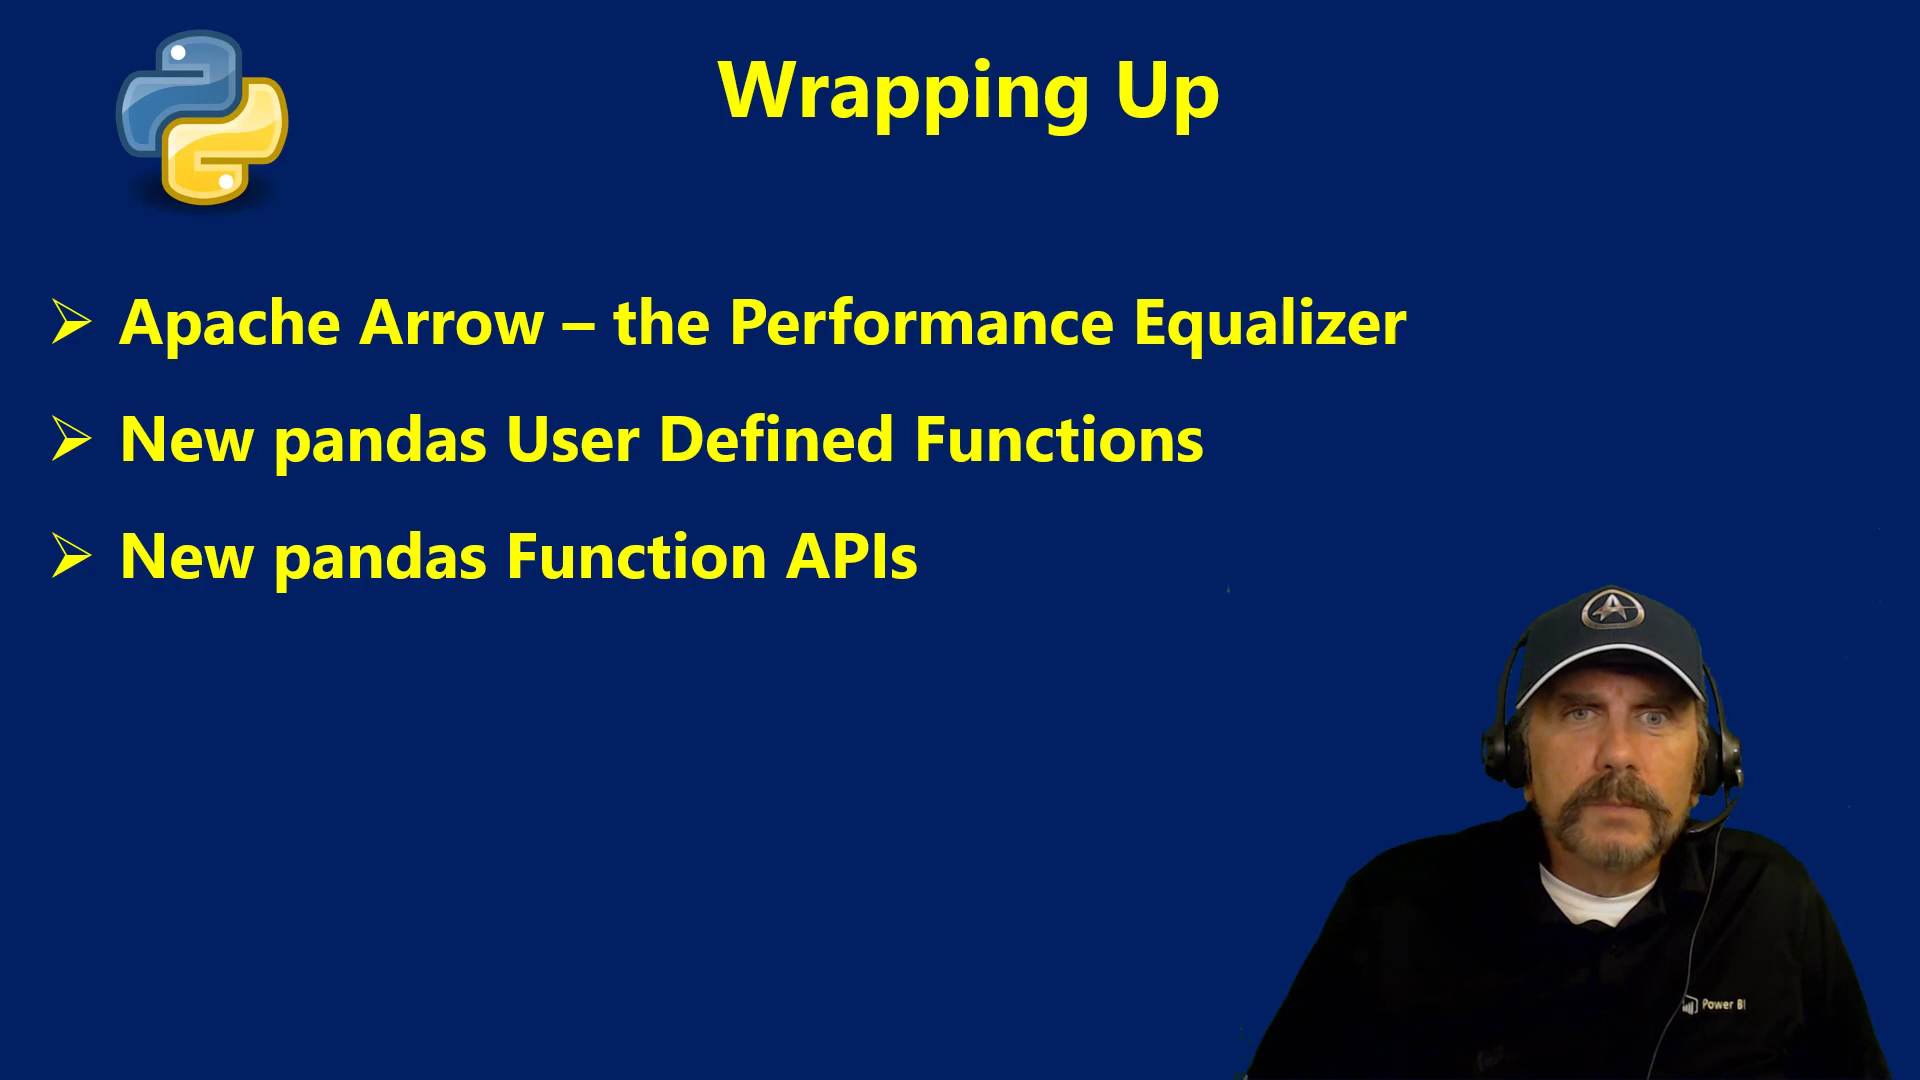 Wrapping Up
Apache Arrow – the Performance Equalizer
New pandas User Defined Functions
New pandas Function APIs
Power BI